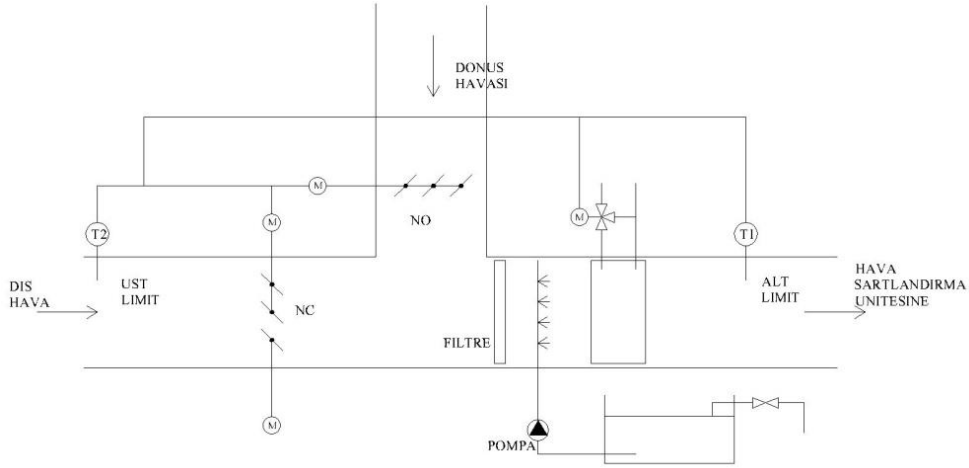 DONUS
HAVASI
M
NO
M
M
T2
T1
DIS
HAVA
UST
LIMIT
NC
ALT
LIMIT
HAVA
SARTLANDIRMA
UNITESINE
FILTRE
M
POMPA